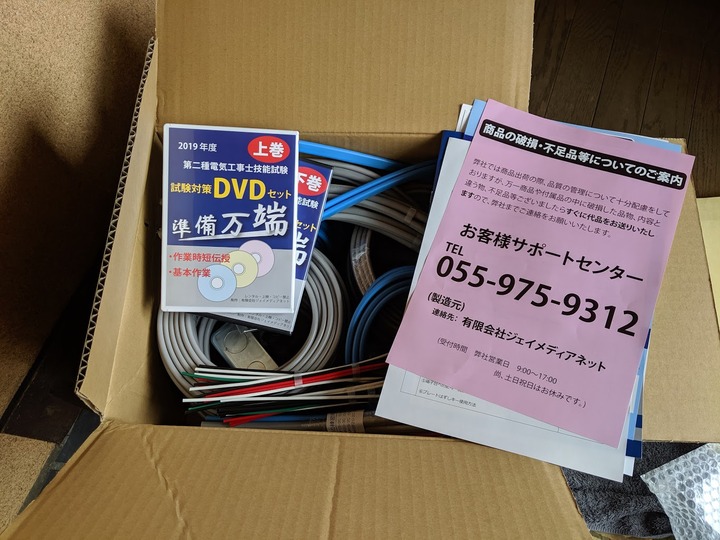 2019年度
上巻
第二種電気工事士技能試験
試験対策DVDセット
準備万端
・作業時短伝授
・基本作業
下巻
技能試験
セット
端
商品の破損・不足品等についてのご案内
弊社では商品出荷の際、品質の管理について十分配慮をして
おりますが、万一商品や付属品の中に破損した品物、内容と
違う物、不足品等ございましたらすぐに代品をお送りいたし
ますので、弊社までご連絡をお願いいたします。
お客様サポートセンター
TEL
055-975-9312
(製造元)
連絡先：有限会社ジェイメディアネット
(受付時間 弊社営業日 9:00～17:00
尚、土日祝日はお休みです。)